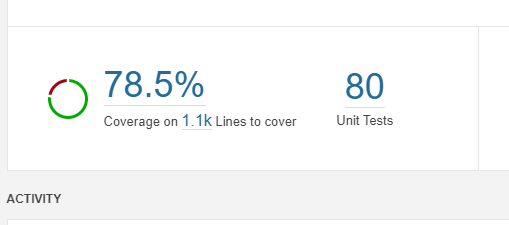 78.5%
80
Coverage on 1.1k Lines to cover
Unit Tests
ACTIVITY